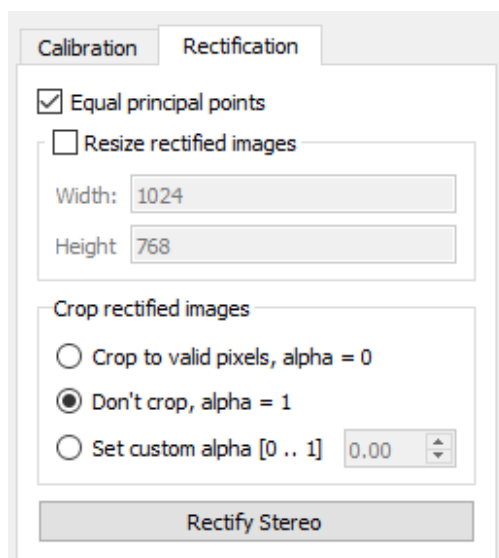 Calibration Rectification
Equal principal points
Resize rectified images
Width: 1024
Height 768
Crop rectified images
Crop to valid pixels, alpha = 0
Don't crop, alpha = 1
Set custom alpha [0 .. 1] 0.00
Rectify Stereo